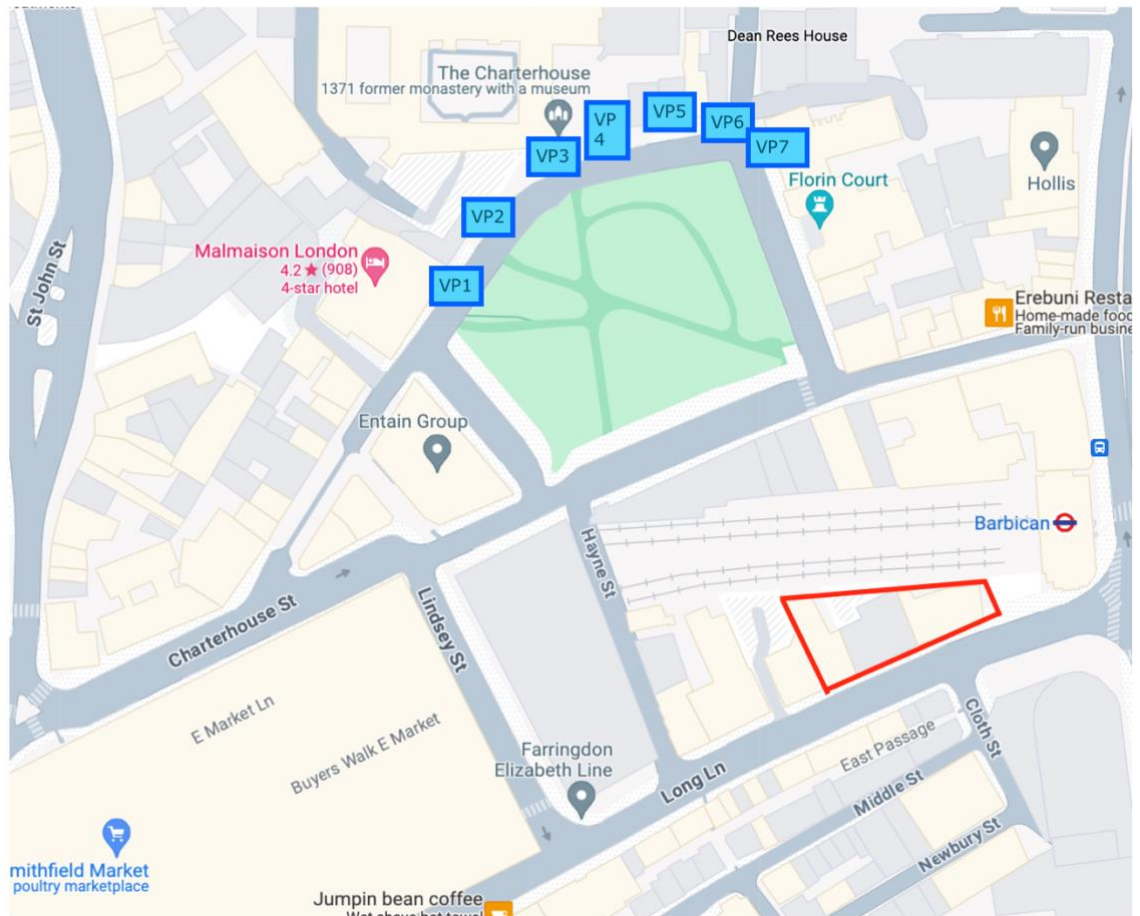 Dean Rees House
The Charterhouse
1371 former monastery with a museum
VP
4
VP5
VP6
VP7
VP3
Hollis
Florin Court
VP2
Malmaison London
4.2 ★ (908)
4-star hotel
VP1
St John St
Erebuni Resta
Home-made food
Family-run busine
Entain Group
Barbican
Hayne St
Charterhouse St
Lindsey St
E Market Ln
Buyers Walk E Market
Cloth St
East Passage
Farringdon
Elizabeth Line
Long Ln
Middle St
Newbury St
mithfield Market
poultry marketplace
Jumpin bean coffee